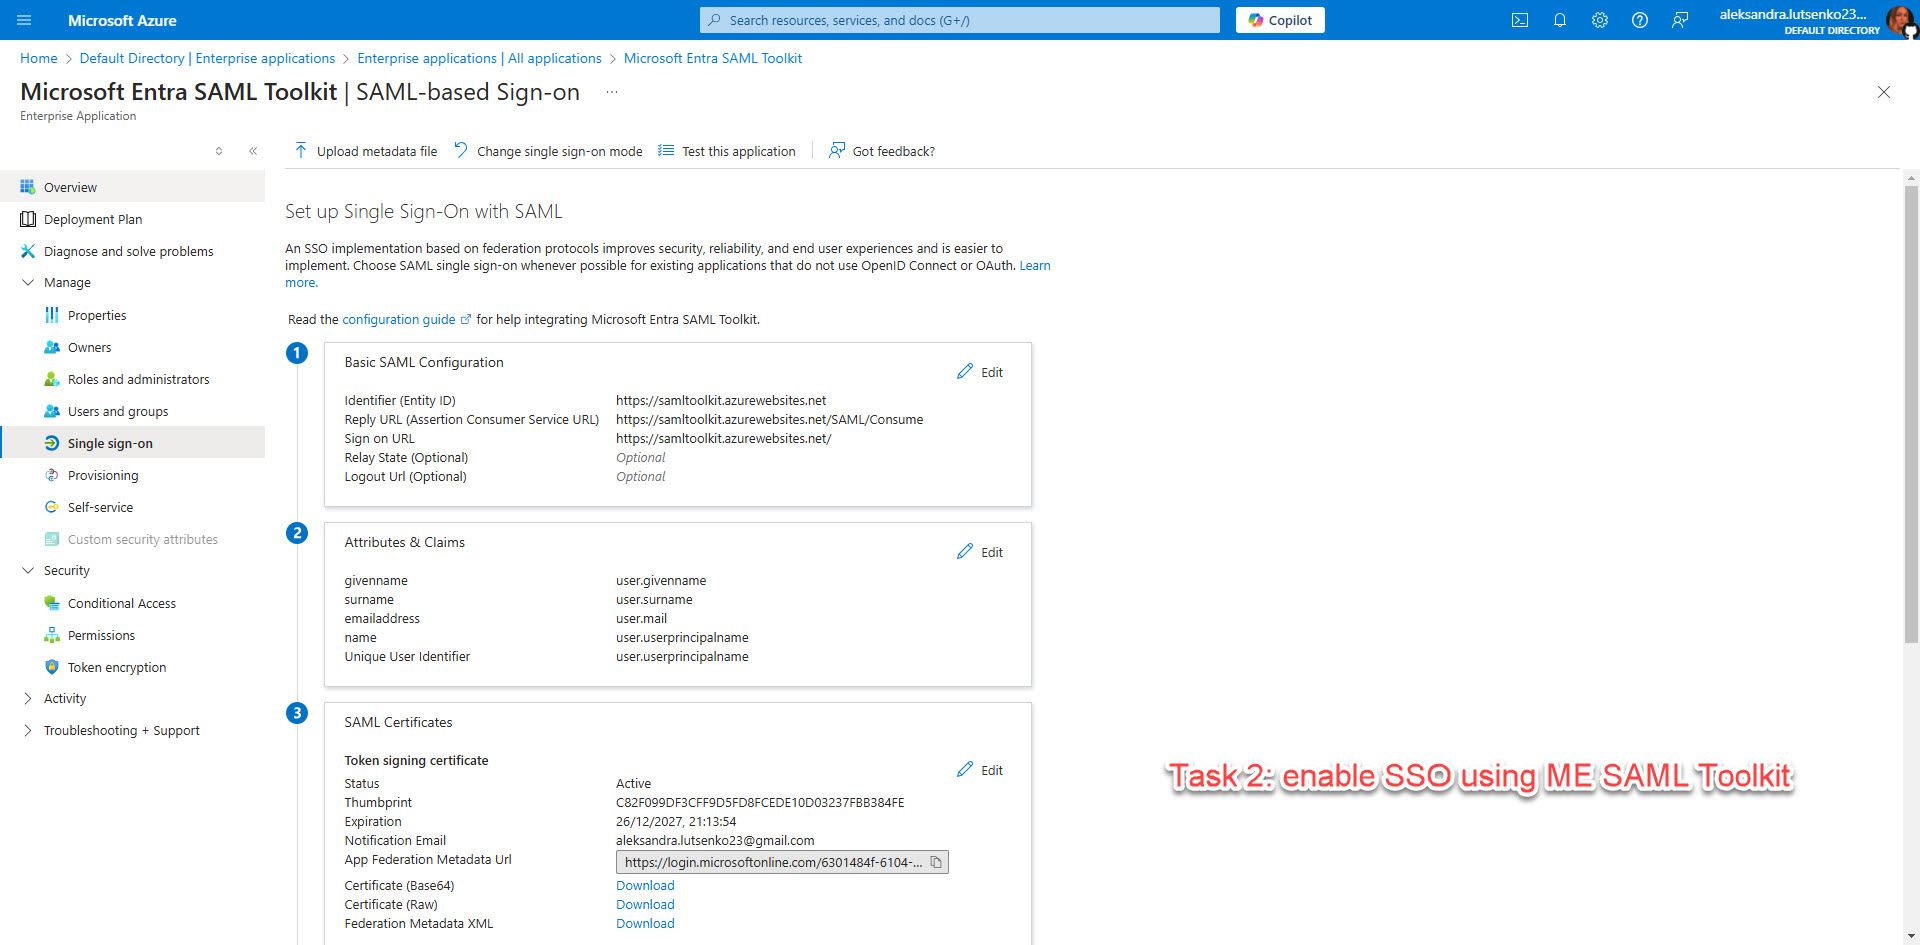 Microsoft Azure
Search resources, services, and docs (G+/)
Copilot
aleksandra.lutsenko23...
DEFAULT DIRECTORY
Home > Default Directory | Enterprise applications > Enterprise applications | All applications > Microsoft Entra SAML Toolkit
Microsoft Entra SAML Toolkit | SAML-based Sign-on ...
Enterprise Application
Upload metadata file
Change single sign-on mode
Test this application
Got feedback?
Overview
Deployment Plan
Diagnose and solve problems
Manage
Properties
Owners
Roles and administrators
Users and groups
Single sign-on
Provisioning
Self-service
Custom security attributes
Security
Conditional Access
Permissions
Token encryption
Activity
Troubleshooting + Support
Set up Single Sign-On with SAML
An SSO implementation based on federation protocols improves security, reliability, and end user experiences and is easier to
implement. Choose SAML single sign-on whenever possible for existing applications that do not use OpenID Connect or OAuth. Learn
more.
Read the configuration guide for help integrating Microsoft Entra SAML Toolkit.
1
Basic SAML Configuration
Edit
Identifier (Entity ID) https://samltoolkit.azurewebsites.net
Reply URL (Assertion Consumer Service URL) https://samltoolkit.azurewebsites.net/SAML/Consume
Sign on URL https://samltoolkit.azurewebsites.net/
Relay State (Optional) Optional
Logout Url (Optional) Optional
2
Attributes & Claims
Edit
givenname user.givenname
surname user.surname
emailaddress user.mail
name user.userprincipalname
Unique User Identifier user.userprincipalname
3
SAML Certificates
Token signing certificate
Edit
Status Active
Thumbprint C82F099DF3CFF9D5FD8FCEDE10D03237FBB384FE
Expiration 26/12/2027, 21:13:54
Notification Email aleksandra.lutsenko23@gmail.com
App Federation Metadata Url https://login.microsoftonline.com/6301484f-6104-...
Certificate (Base64) Download
Certificate (Raw) Download
Federation Metadata XML Download
Task 2: enable SSO using ME SAML Toolkit